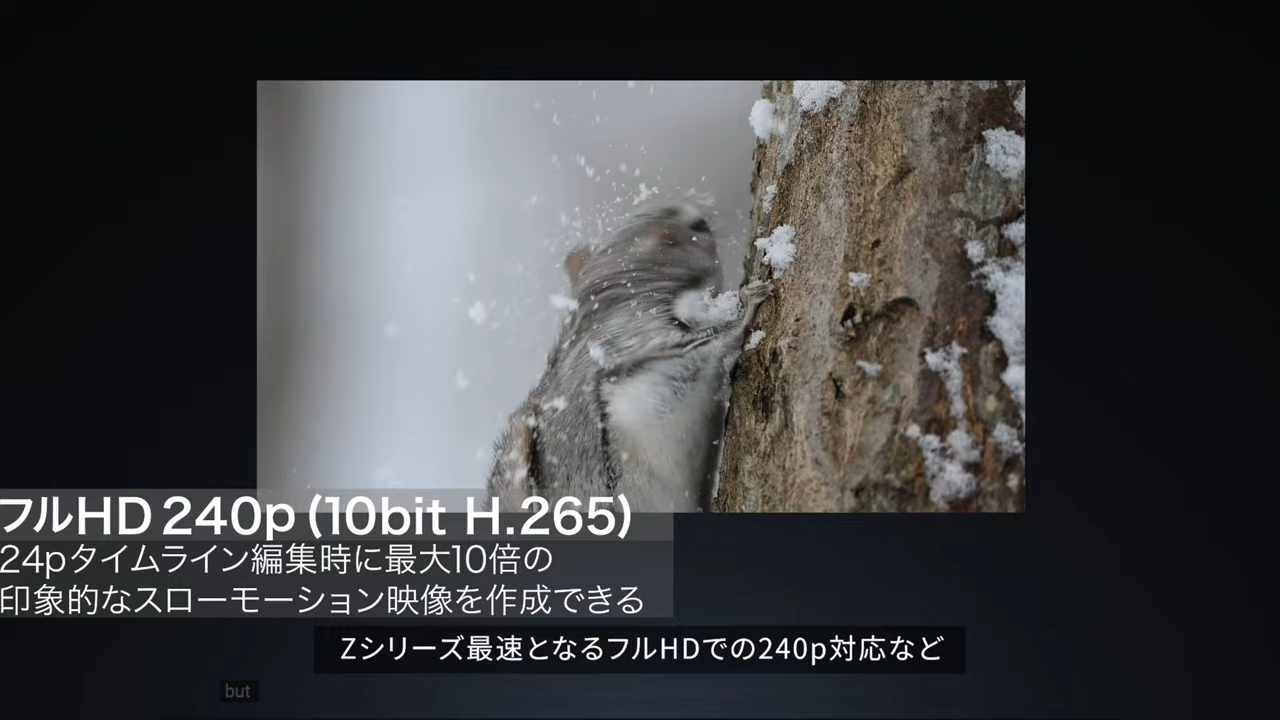 フルHD 240p (10bit H.265)
24pタイムライン編集時に最大10倍の
印象的なスローモーション映像を作成できる
Zシリーズ最速となるフルHDでの240p対応など
but